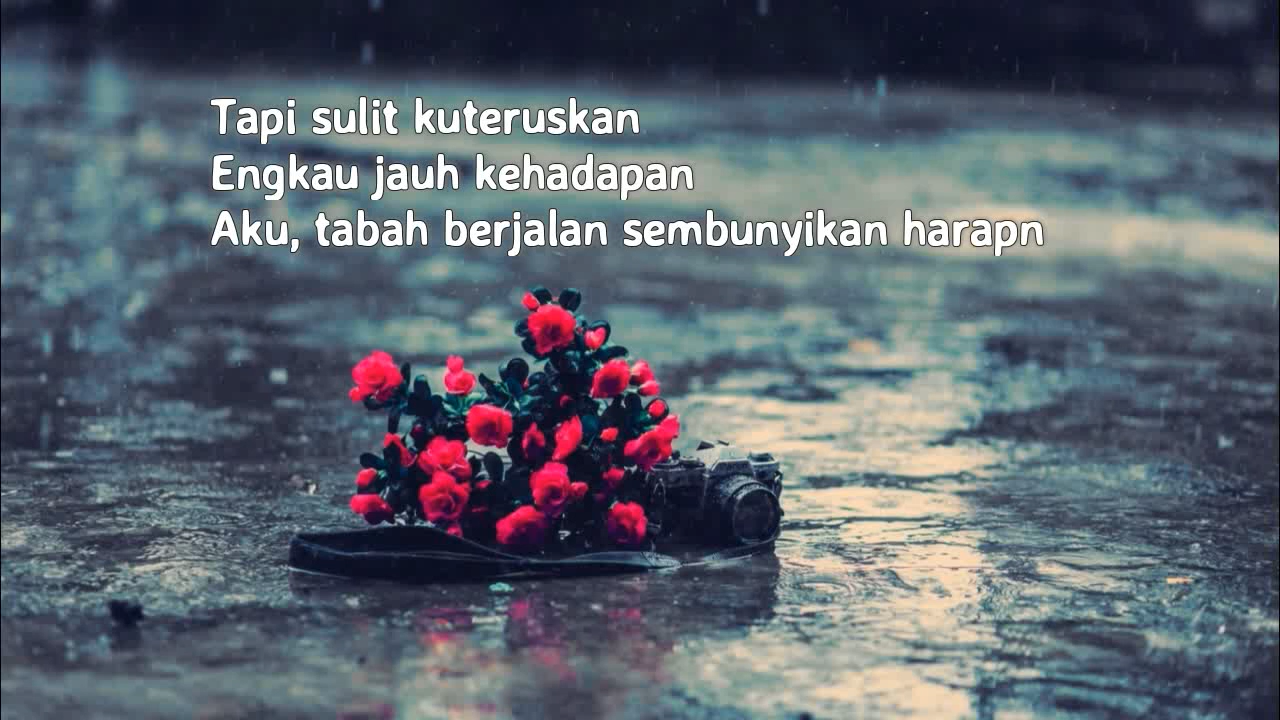 Tapi sulit kuteruskan
Engkau jauh kehadapan
Aku, tabah berjalan sembunyikan harapn